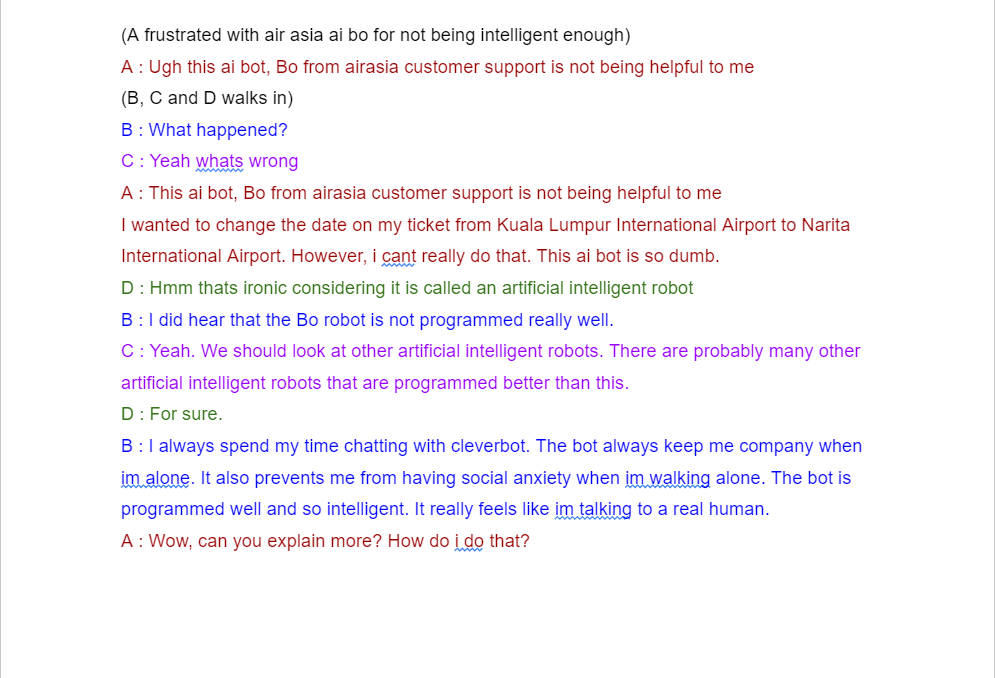 (A frustrated with air asia ai bo for not being intelligent enough)
A : Ugh this ai bot, Bo from airasia customer support is not being helpful to me
(B, C and D walks in)
B : What happened?
C : Yeah whats wrong
A : This ai bot, Bo from airasia customer support is not being helpful to me
I wanted to change the date on my ticket from Kuala Lumpur International Airport to Narita
International Airport. However, i cant really do that. This ai bot is so dumb.
D : Hmm thats ironic considering it is called an artificial intelligent robot
B : I did hear that the Bo robot is not programmed really well.
C : Yeah. We should look at other artificial intelligent robots. There are probably many other
artificial intelligent robots that are programmed better than this.
D : For sure.
B : I always spend my time chatting with cleverbot. The bot always keep me company when
im alone. It also prevents me from having social anxiety when im walking alone. The bot is
programmed well and so intelligent. It really feels like im talking to a real human.
A : Wow, can you explain more? How do i do that?